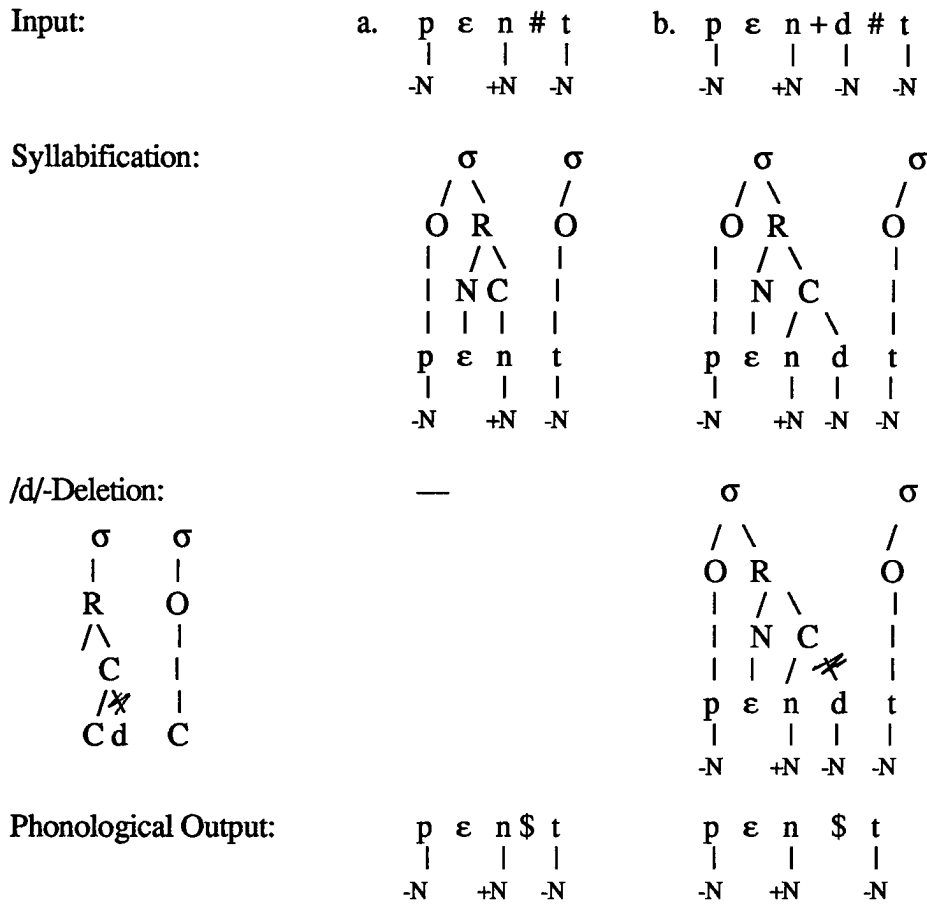 Input: a. p ɛ n # t b. p ɛ n + d # t
-N +N -N -N +N -N -N
Syllabification: σ σ σ σ
O R O O R O
N C N C
p ɛ n t p ɛ n d t
-N +N -N -N +N -N -N
/d/-Deletion: — σ σ
σ σ
O R O
R O
N C
C
p ɛ n d t
C d C
-N +N -N -N
Phonological Output: p ɛ n $ t p ɛ n $ t
-N +N -N -N +N -N